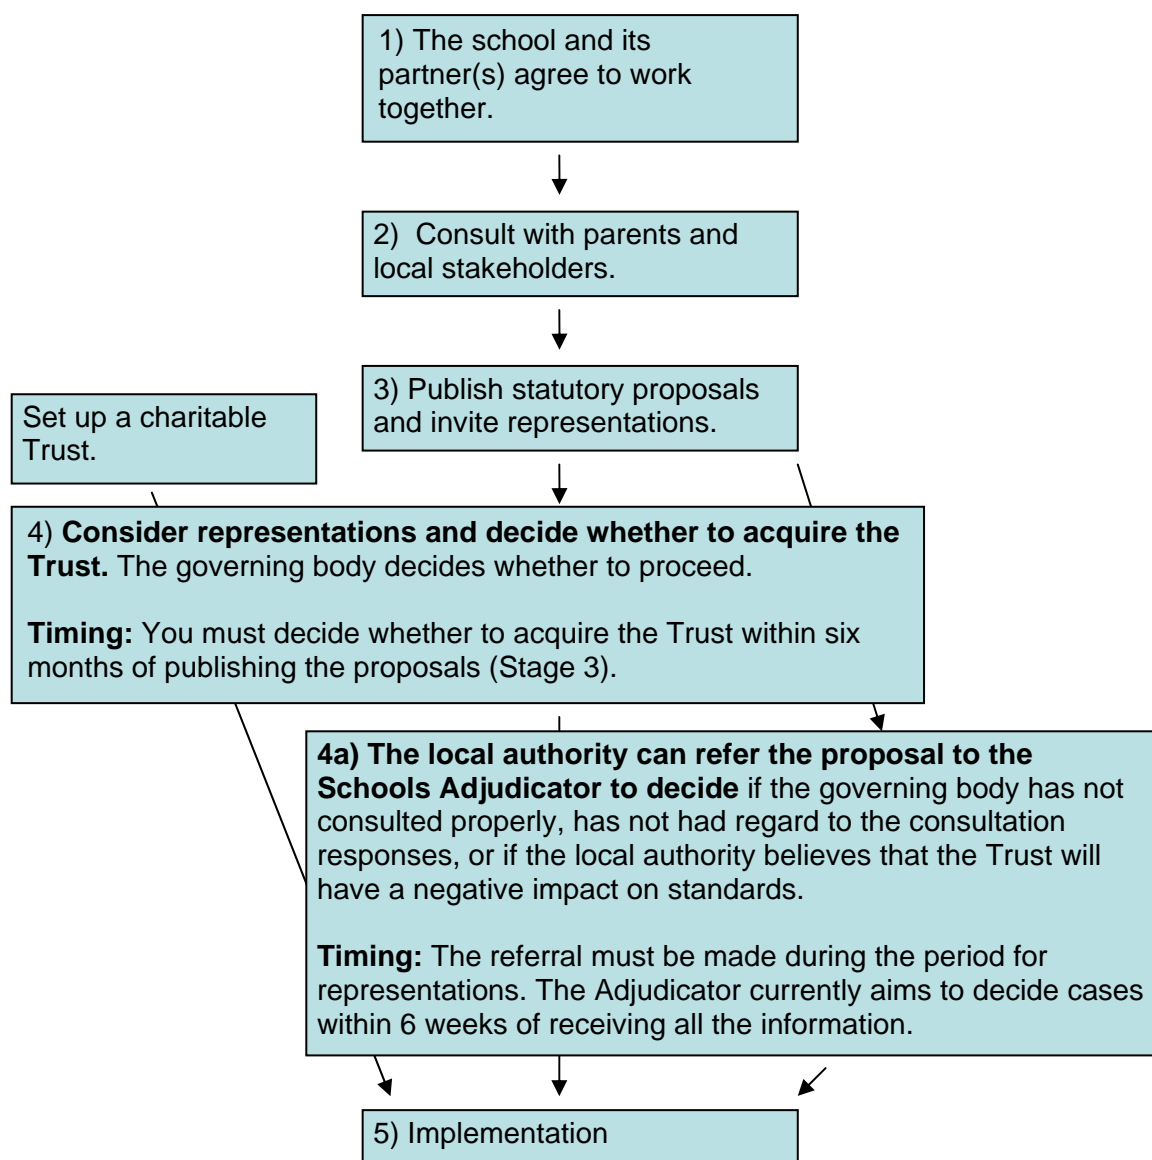 1) The school and its
partner(s) agree to work
together.
2) Consult with parents and
local stakeholders.
3) Publish statutory proposals
and invite representations.
Set up a charitable
Trust.
4) Consider representations and decide whether to acquire the
Trust. The governing body decides whether to proceed.
Timing: You must decide whether to acquire the Trust within six
months of publishing the proposals (Stage 3).
4a) The local authority can refer the proposal to the
Schools Adjudicator to decide if the governing body has not
consulted properly, has not had regard to the consultation
responses, or if the local authority believes that the Trust will
have a negative impact on standards.
Timing: The referral must be made during the period for
representations. The Adjudicator currently aims to decide cases
within 6 weeks of receiving all the information.
5) Implementation